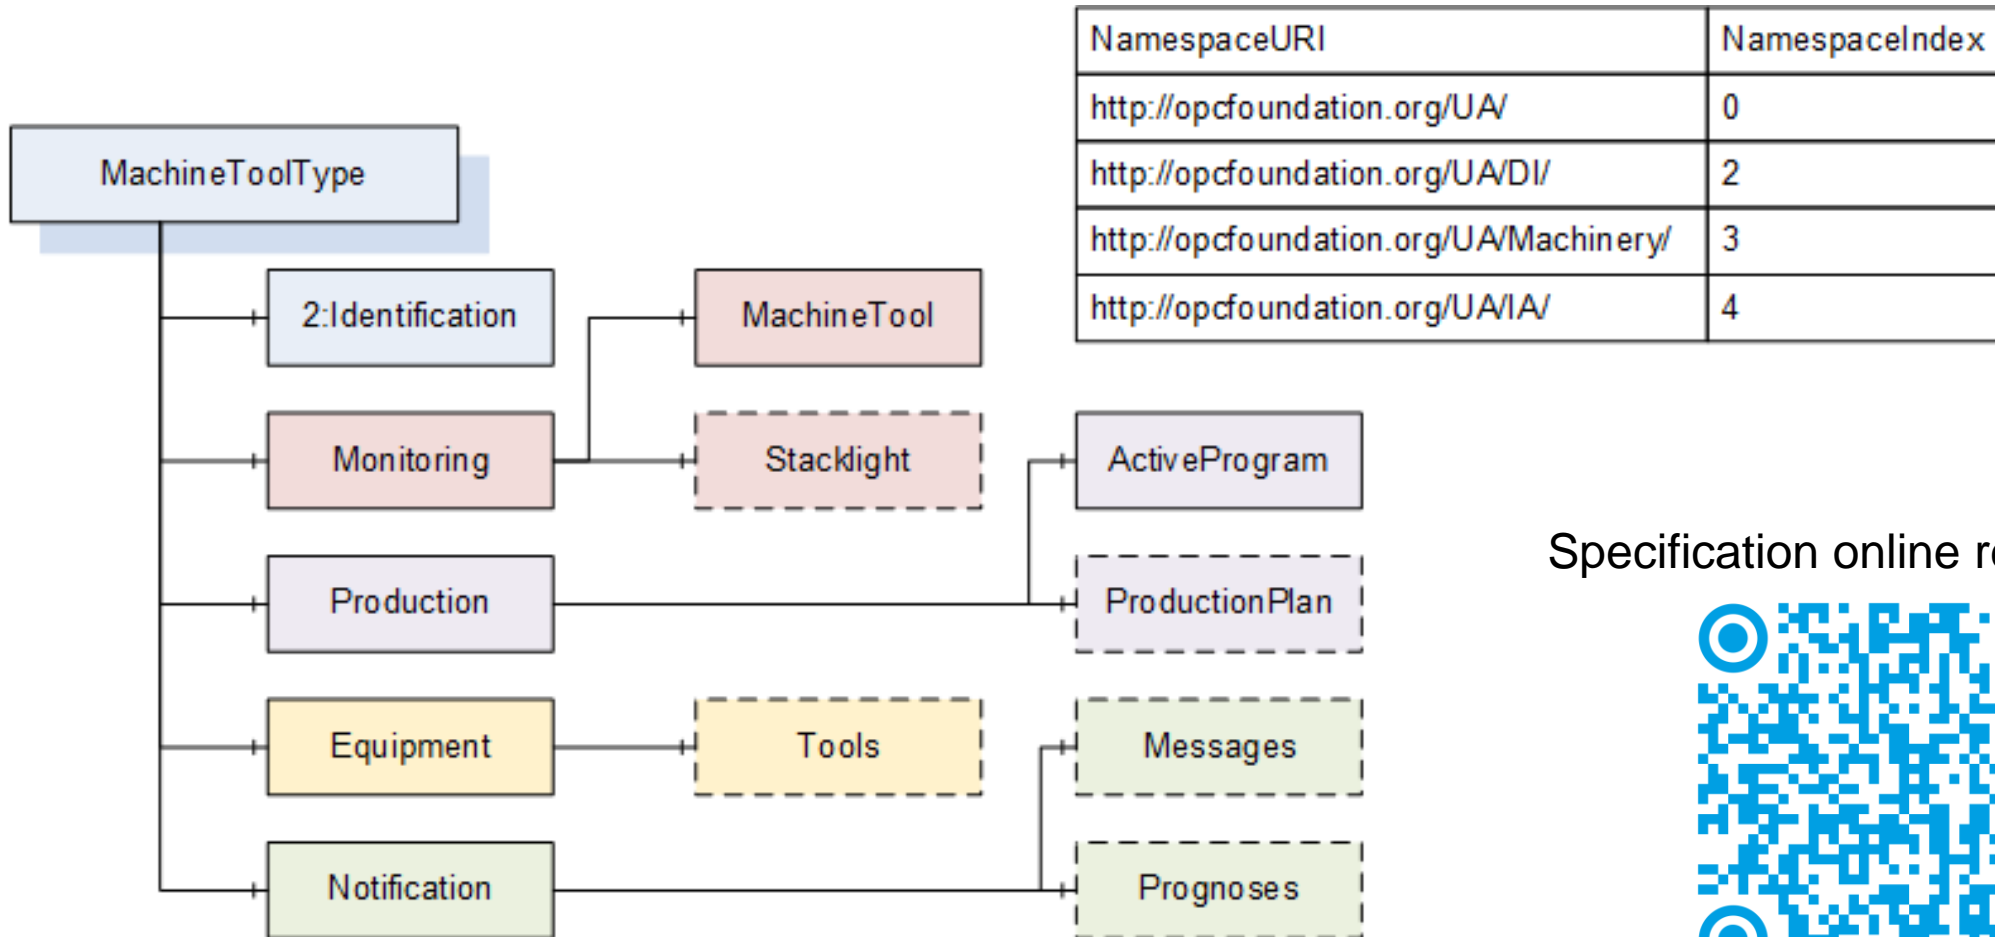 NamespaceURI NamespaceIndex
http://opcfoundation.org/UA/ 0
http://opcfoundation.org/UA/DI/ 2
http://opcfoundation.org/UA/Machinery/ 3
http://opcfoundation.org/UA/IA/ 4
MachineToolType
2:Identification MachineTool
Monitoring Stacklight ActiveProgram
Specification online
Production ProductionPlan
Equipment Tools Messages
Notification Prognoses